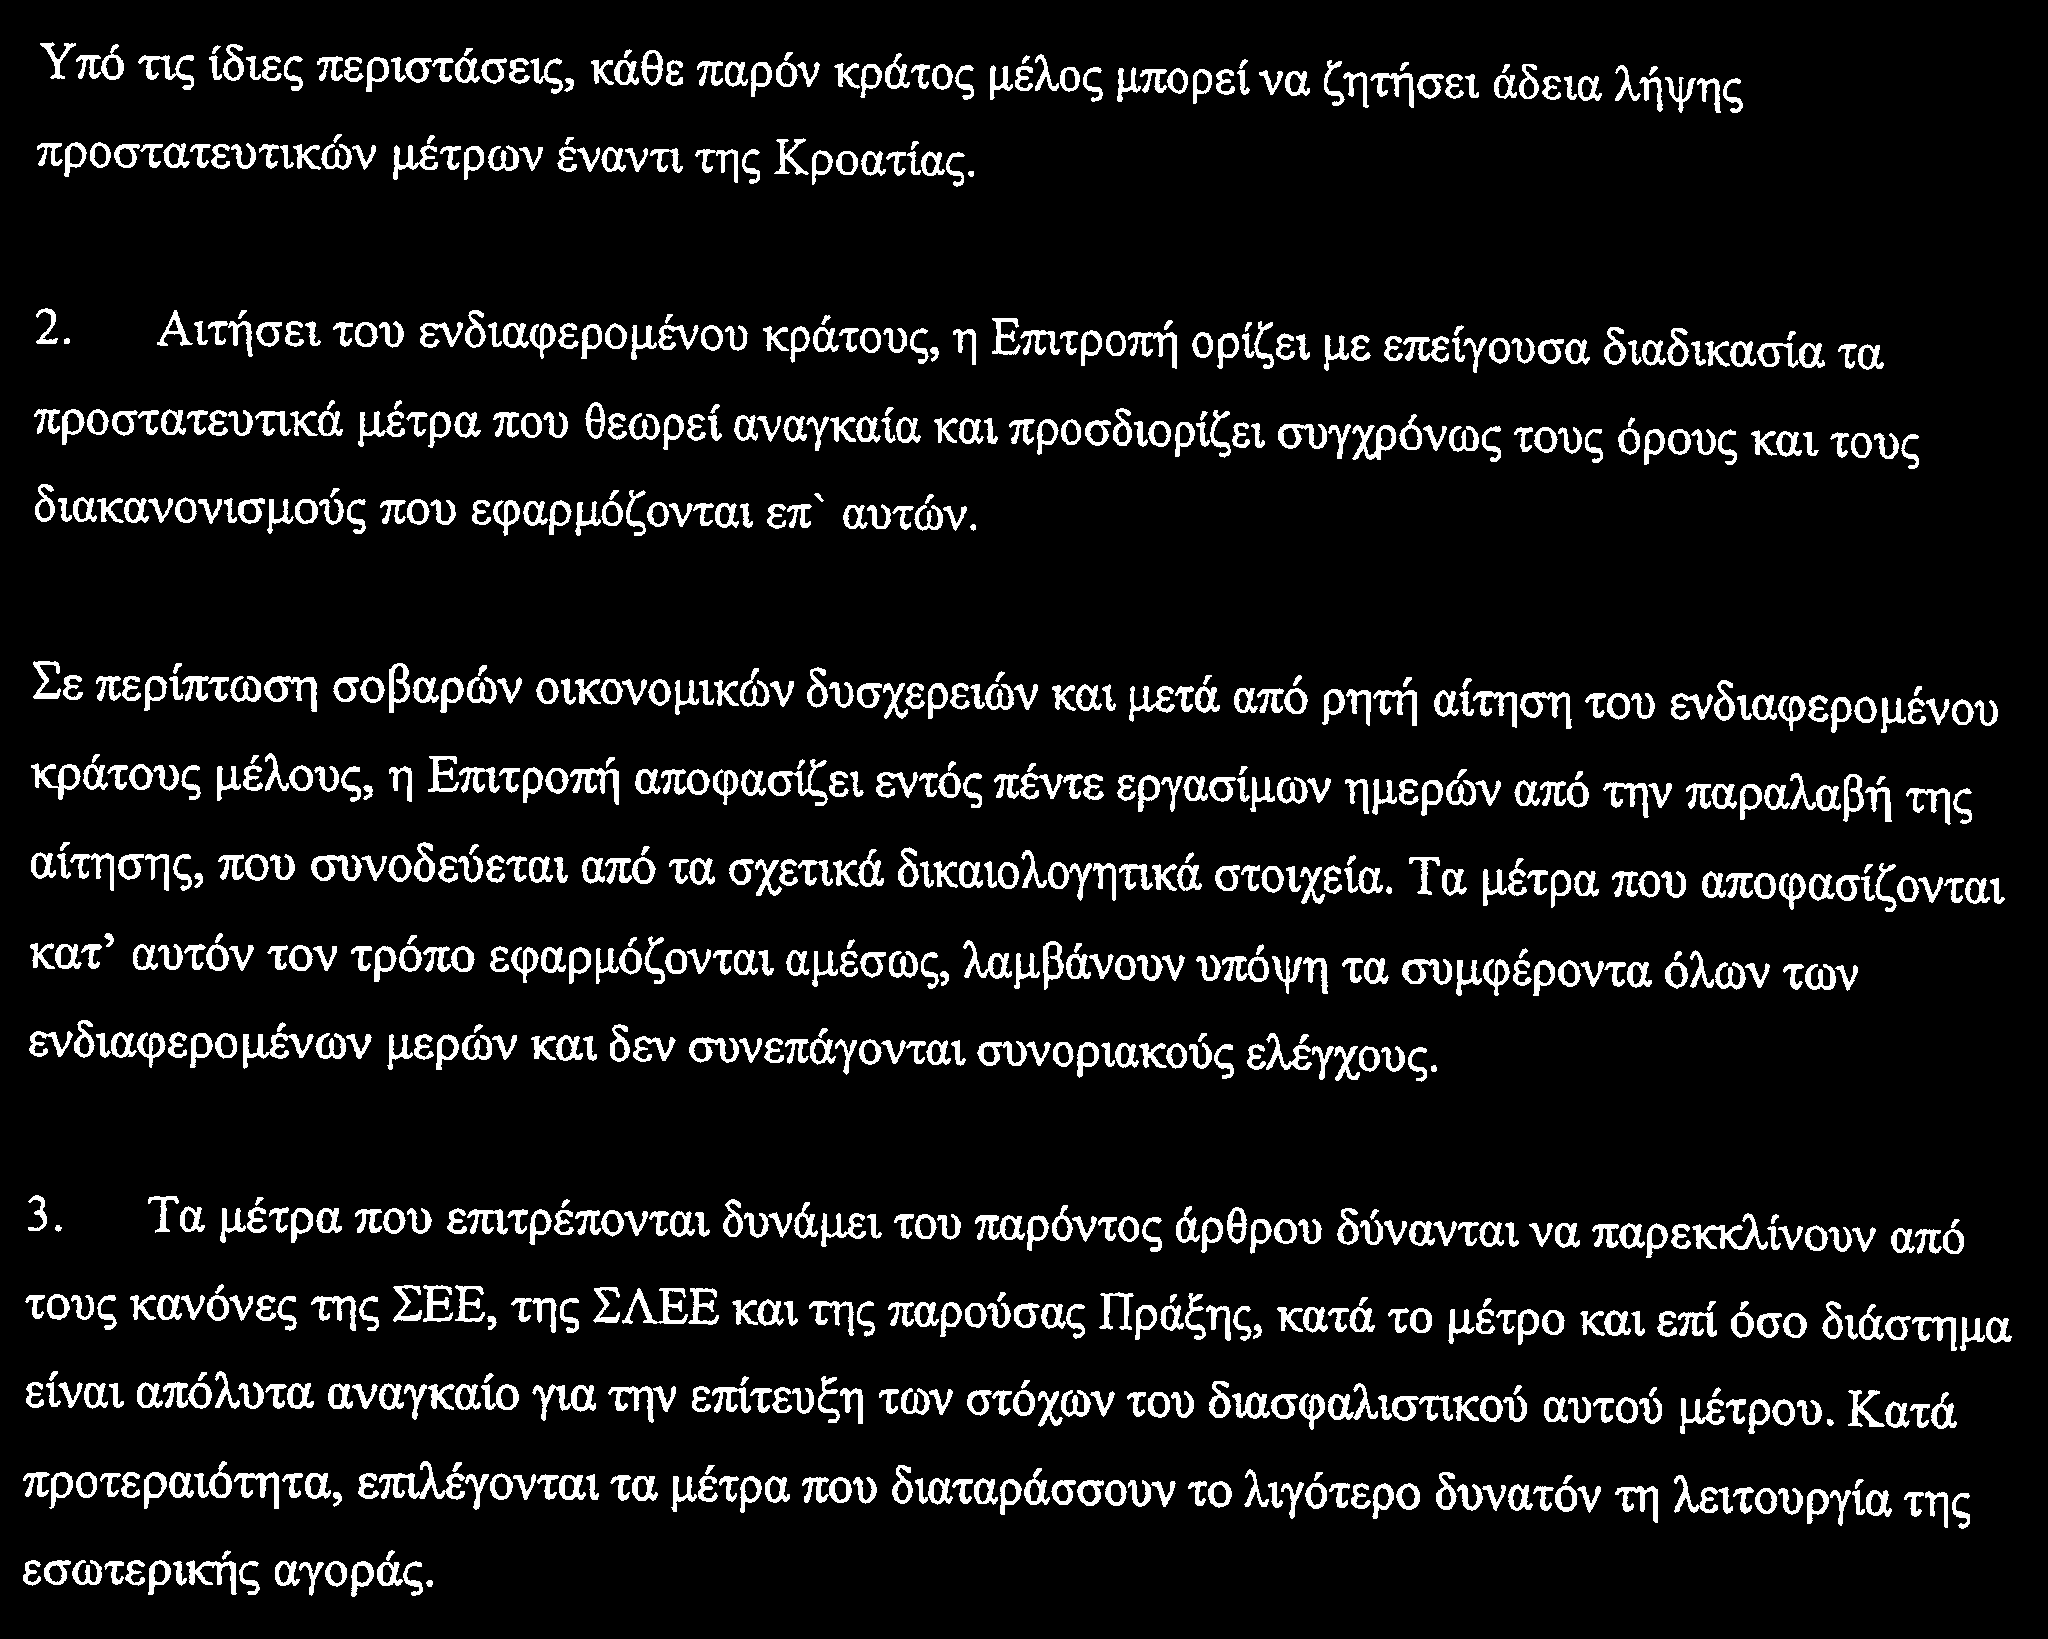 Υπό τις ίδιες περιστάσεις, κάθε παρόν κράτος μέλος μπορεί να ζητήσει άδεια λήψης
προστατευτικών μέτρων έναντι της Κροατίας.
2. Αιτήσει του ενδιαφερομένου κράτους, η Επιτροπή ορίζει με επείγουσα διαδικασία τα
προστατευτικά μέτρα που θεωρεί αναγκαία και προσδιορίζει συγχρόνως τους όρους και τους
διακανονισμούς που εφαρμόζονται επ` αυτών.
Σε περίπτωση σοβαρών οικονομικών δυσχερειών και μετά από ρητή αίτηση του ενδιαφερομένου
κράτους μέλους, η Επιτροπή αποφασίζει εντός πέντε εργασίμων ημερών από την παραλαβή της
αίτησης, που συνοδεύεται από τα σχετικά δικαιολογητικά στοιχεία. Τα μέτρα που αποφασίζονται
κατ’ αυτόν τον τρόπο εφαρμόζονται αμέσως, λαμβάνουν υπόψη τα συμφέροντα όλων των
ενδιαφερομένων μερών και δεν συνεπάγονται συνοριακούς ελέγχους.
3. Τα μέτρα που επιτρέπονται δυνάμει του παρόντος άρθρου δύνανται να παρεκκλίνουν από
τους κανόνες της ΣΕΕ, της ΣΛΕΕ και της παρούσας Πράξης, κατά το μέτρο και επί όσο διάστημα
είναι απόλυτα αναγκαίο για την επίτευξη των στόχων του διασφαλιστικού αυτού μέτρου. Κατά
προτεραιότητα, επιλέγονται τα μέτρα που διαταράσσουν το λιγότερο δυνατόν τη λειτουργία της
εσωτερικής αγοράς.